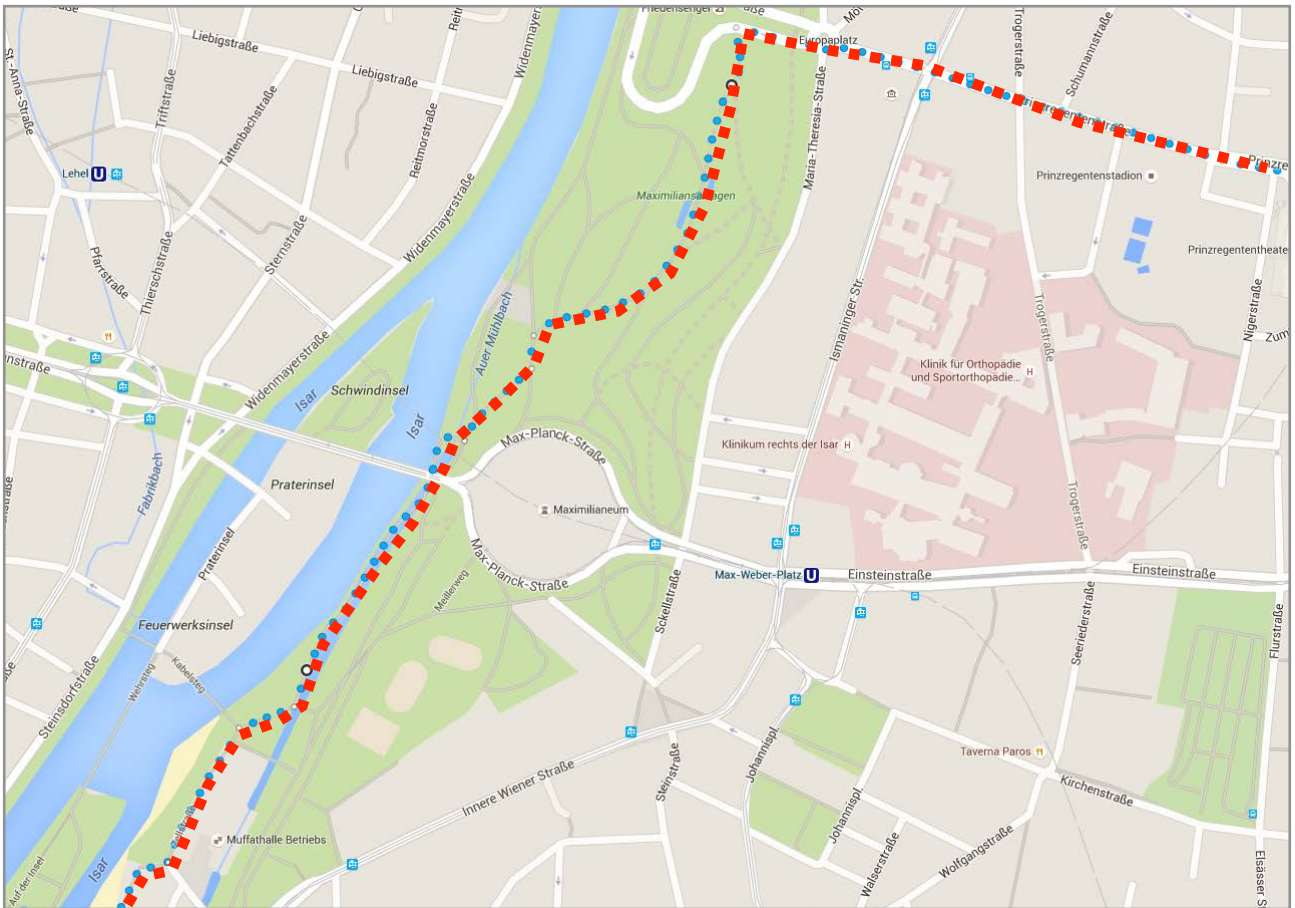 Friedensengel
Europaplatz
Liebigstraße
Liebigstraße
Widenmayerstraße
Trogerstraße
Schumannstraße
St.-Anna-Straße
Triftstraße
Tattenbachstraße
Reitmorstraße
Maria-Theresia-Straße
Prinzregentenstraße
Lehel U
Prinzregentenstadion
Maximiliansanlagen
Sternstraße
Widenmayerstraße
Pfarrstraße
Thierschstraße
Prinzregententheate
Nigerstraße
Auer Mühlbach
Ismaninger Str.
Trogerstraße
Zum
nstraße
Widenmayerstraße
Isar
Schwindinsel
Isar
Klinik für Orthopädie
und Sportorthopädie...
H
Max-Planck-Straße
Klinikum rechts der Isar
H
Fabrikbach
Praterinsel
Maximilianeum
Trogerstraße
Praterinsel
Max-Planck-Straße
Max-Weber-Platz U
Einsteinstraße
Einsteinstraße
Meillerweg
Sckellstraße
Seeriederstraße
Flurstraße
Feuerwerksinsel
Kabelsteg
Wehrsteg
Steinsdorfstraße
Innere Wiener Straße
Steinstraße
Johannispl.
Taverna Paros
Kirchenstraße
Johannispl.
Muffathalle Betriebs
Walserstraße
Wolfgangstraße
Elsässer S
Auf der Insel
Isar